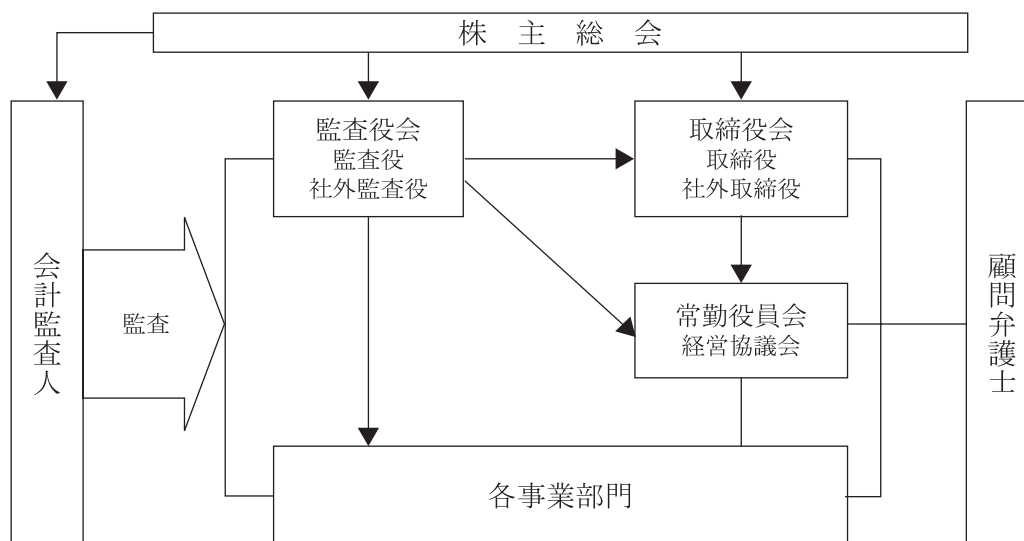 株 主 総 会
監査役会
監査役
社外監査役
取締役会
取締役
社外取締役
会計監査人
監査
常勤役員会
経営協議会
顧問弁護士
各事業部門